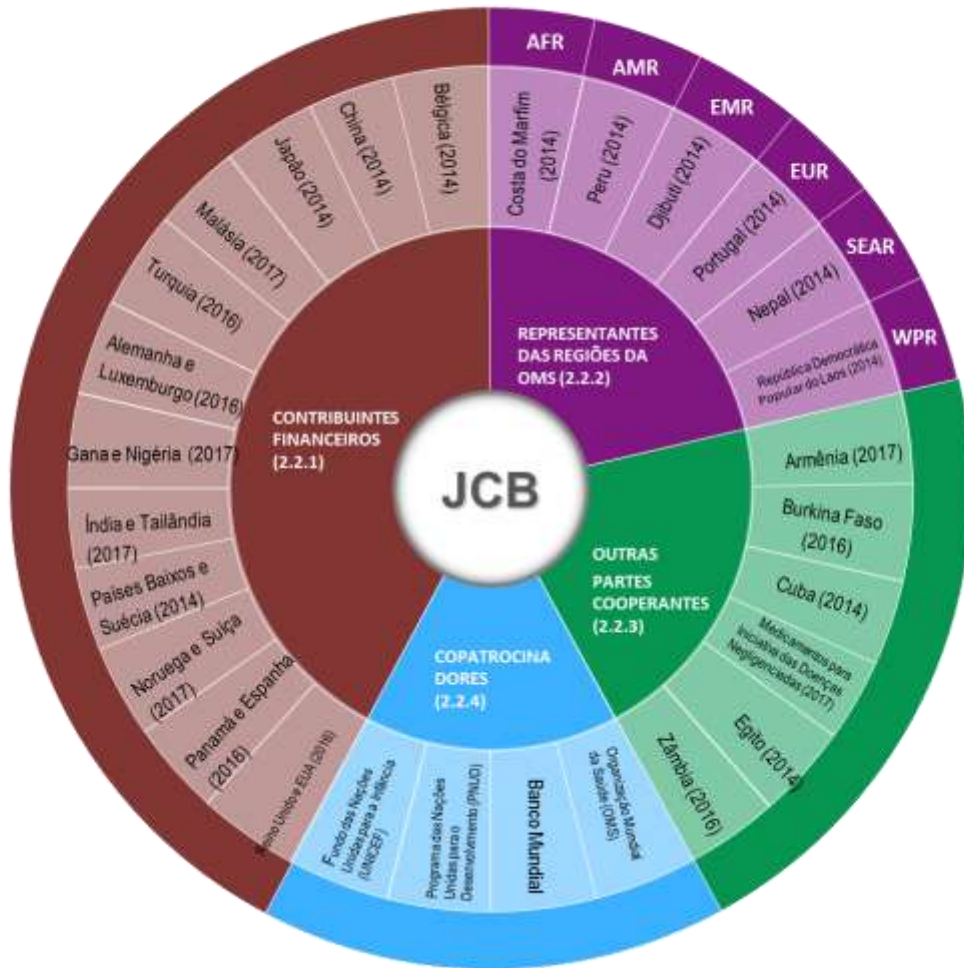 AFR
AMR
EMR
EUR
SEAR
WPR
Costa do Marfim
(2014)
Peru (2014)
Djibuti (2014)
Portugal (2014)
Nepal (2014)
República Democrática
Popular do Laos (2014)
REPRESENTANTES
DAS REGIÕES DA
OMS (2.2.2)
Armênia (2017)
Burkina Faso
(2016)
Cuba (2014)
Medicamentos para
Iniciativa das Doenças
Negligenciadas (2017)
Egito (2014)
Zâmbia (2016)
OUTRAS
PARTES
COOPERANTES
(2.2.3)
Organização Mundial
da Saúde (OMS)
Banco Mundial
Programa das Nações
Unidas para o
Desenvolvimento (PNUD)
Fundo das Nações
Unidas para a Infância
(UNICEF)
COPATROCINA
DORES
(2.2.4)
Unido e EUA (2016)
Panamá e Espanha
(2016)
Noruega e Suíça
(2017)
Países Baixos e
Suécia (2014)
Índia e Tailândia
(2017)
Gana e Nigéria (2017)
Alemanha e
Luxemburgo (2016)
Turquia (2016)
Malásia (2017)
Japão (2014)
China (2014)
Bélgica (2014)
CONTRIBUINTES
FINANCEIROS
(2.2.1)
JCB